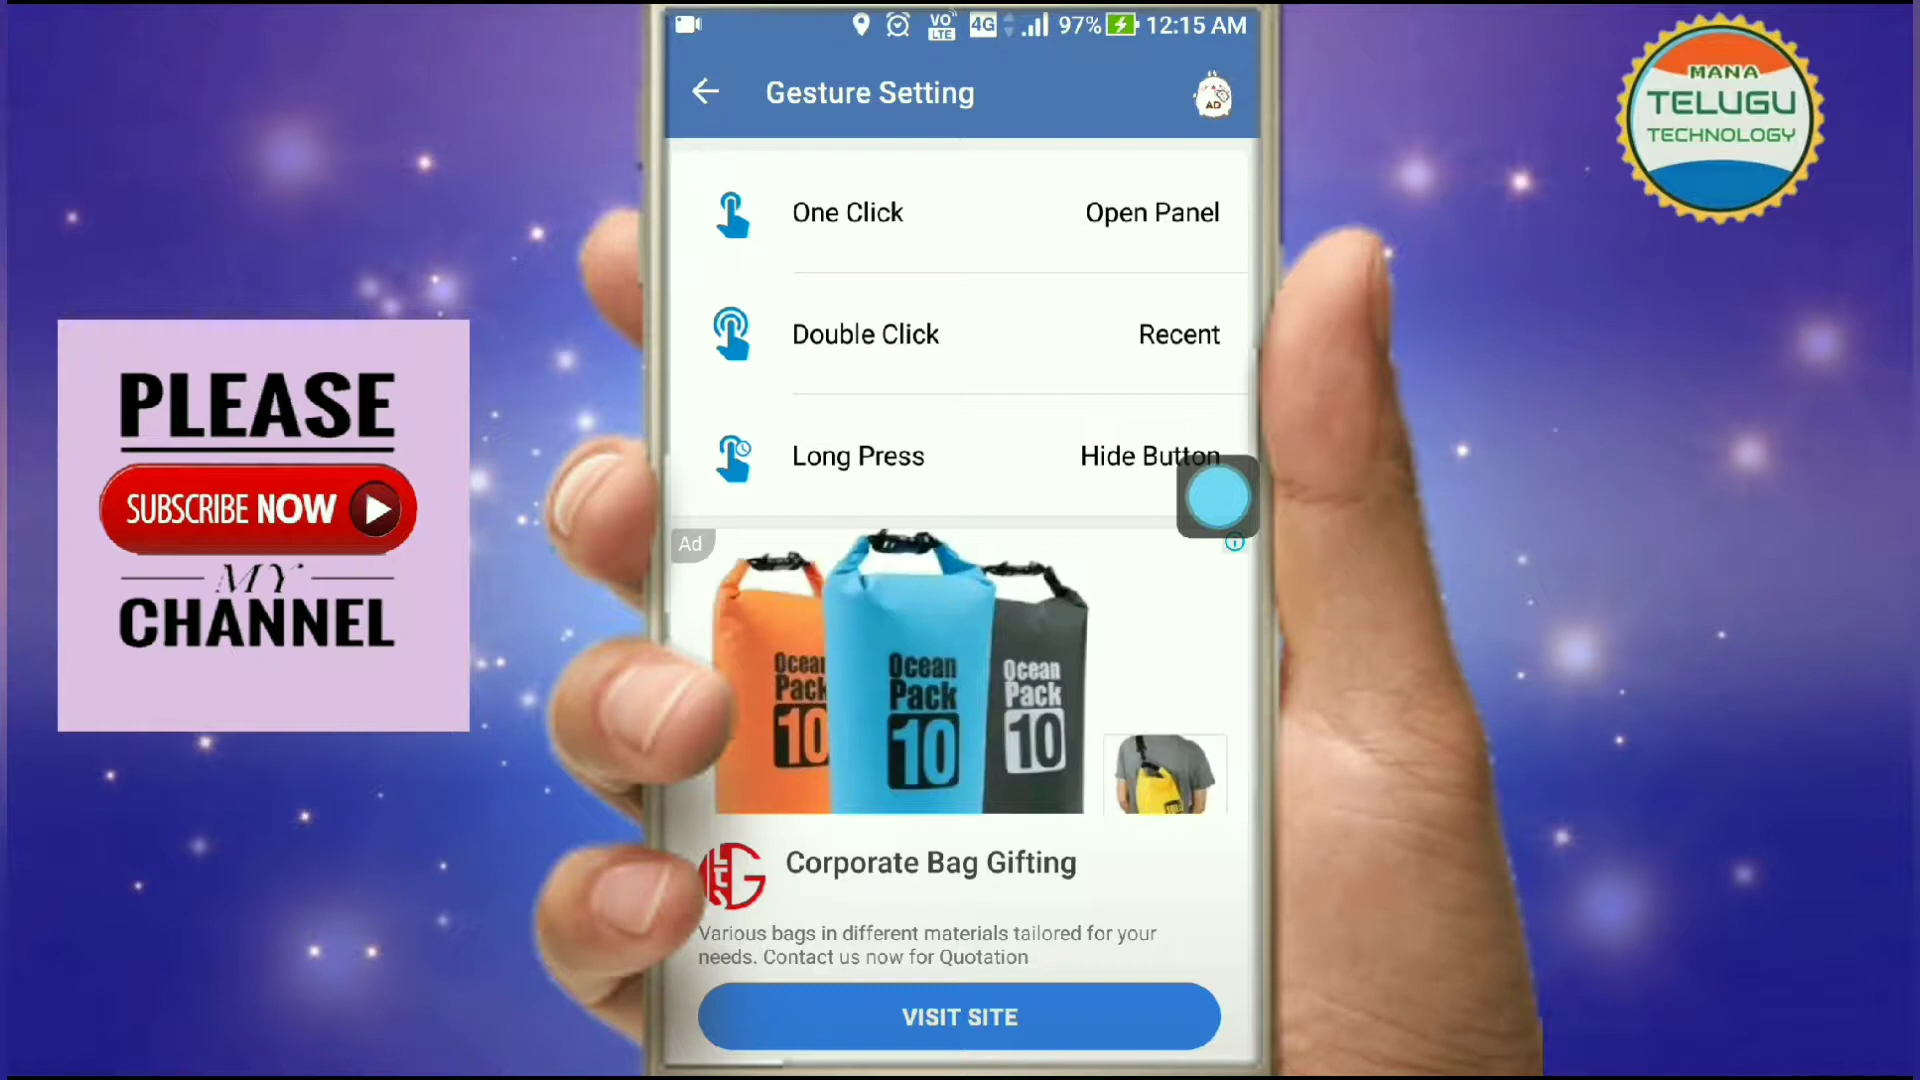 VO
LTE
4G
97%
12:15 AM
Gesture Setting
AD
One Click
Open Panel
Double Click
Recent
Long Press
Hide Button
Ad
Ocean
Pack
10
Ocean
Pack
10
Ocean
Pack
10
Corporate Bag Gifting
Various bags in different materials tailored for your
needs. Contact us now for Quotation
VISIT SITE
PLEASE
SUBSCRIBE NOW
MY
CHANNEL
MANA
TELUGU
TECHNOLOGY